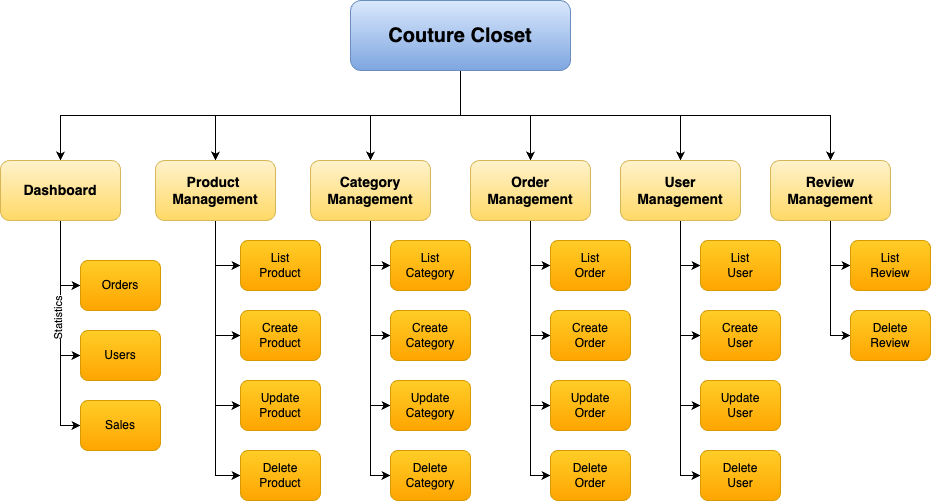 Couture Closet
Dashboard
Statistics
Orders
Users
Sales
Product
Management
List
Product
Create
Product
Update
Product
Delete
Product
Category
Management
List
Category
Create
Category
Update
Category
Delete
Category
Order
Management
List
Order
Create
Order
Update
Order
Delete
Order
User
Management
List
User
Create
User
Update
User
Delete
User
Review
Management
List
Review
Delete
Review